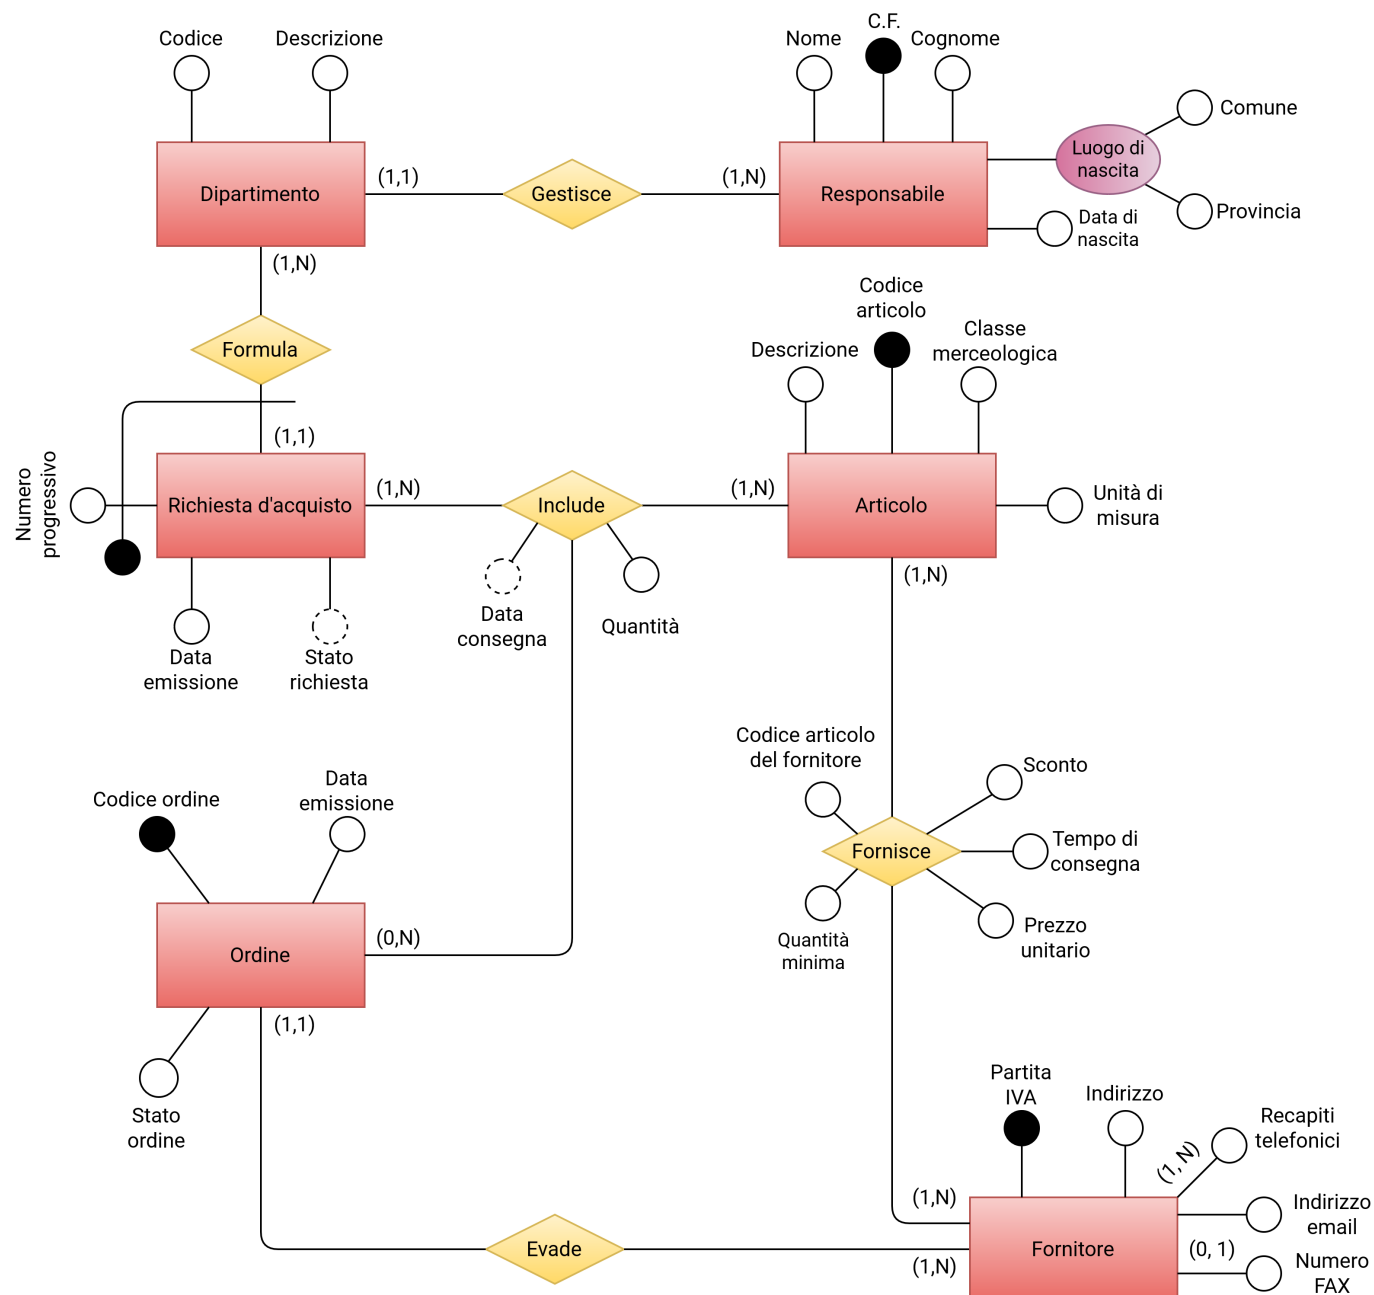 C.F.
Codice
Descrizione
Nome
Cognome
Comune
Luogo di
nascita
Dipartimento
(1,1)
Gestisce
(1,N)
Responsabile
Provincia
Data di
nascita
(1,N)
Codice
articolo
Formula
Descrizione
Classe
merceologica
(1,1)
Numero
progressivo
Richiesta d'acquisto
(1,N)
Include
(1,N)
Articolo
Unità di
misura
(1,N)
Data
consegna
Quantità
Data
emissione
Stato
richiesta
Codice articolo
del fornitore
Sconto
Codice ordine
Data
emissione
Fornisce
Tempo di
consegna
Quantità
minima
Prezzo
unitario
Ordine
(0,N)
(1,1)
Stato
ordine
Partita
IVA
Indirizzo
Recapiti
telefonici
(1, N)
(1,N)
Indirizzo
email
Evade
(1,N)
Fornitore
(0, 1)
Numero
FAX